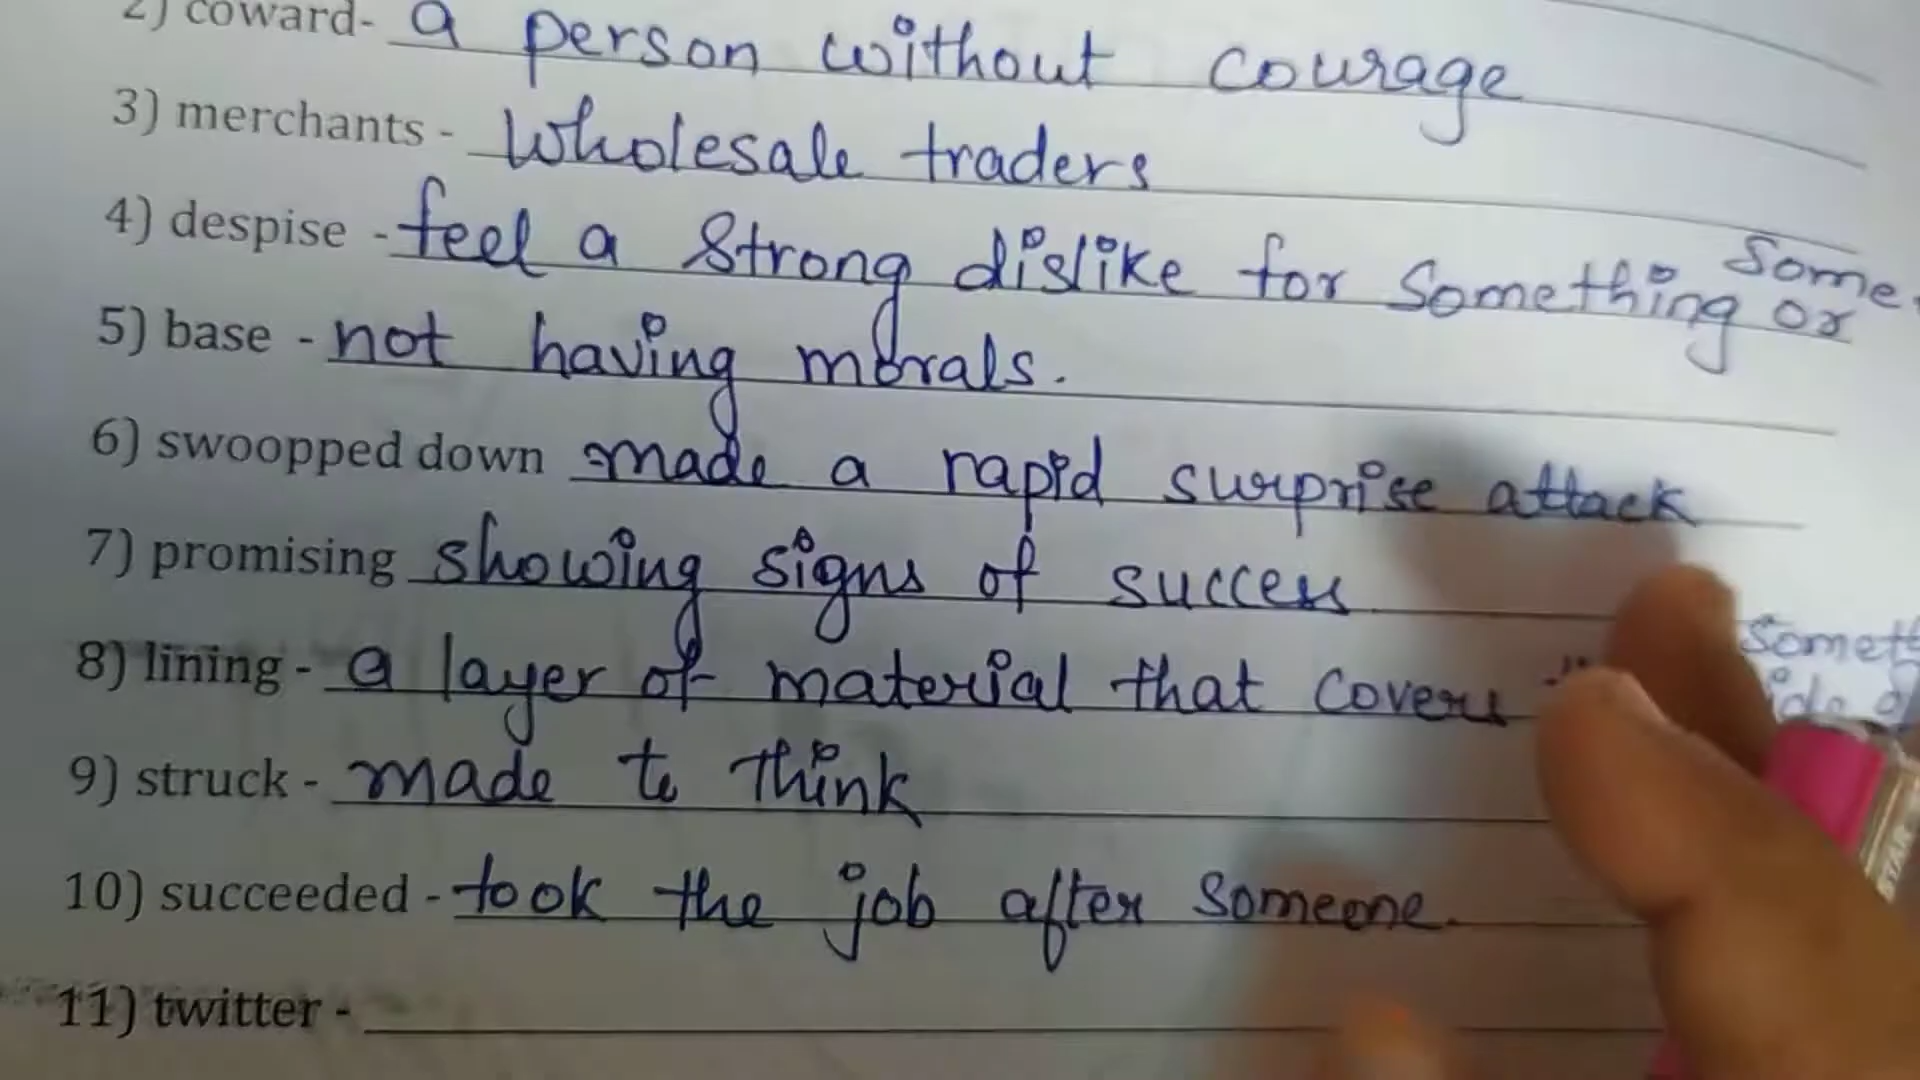 2) coward- a person without courage
3) merchants - Wholesale traders
4) despise - feel a strong dislike for something or
some
5) base - not having morals.
6) swoopped down made a rapid surprise attack
7) promising showing signs of success
8) lining - a layer of material that covers
9) struck - made to think
10) succeeded - took the job after someone.
11) twitter -
STAR